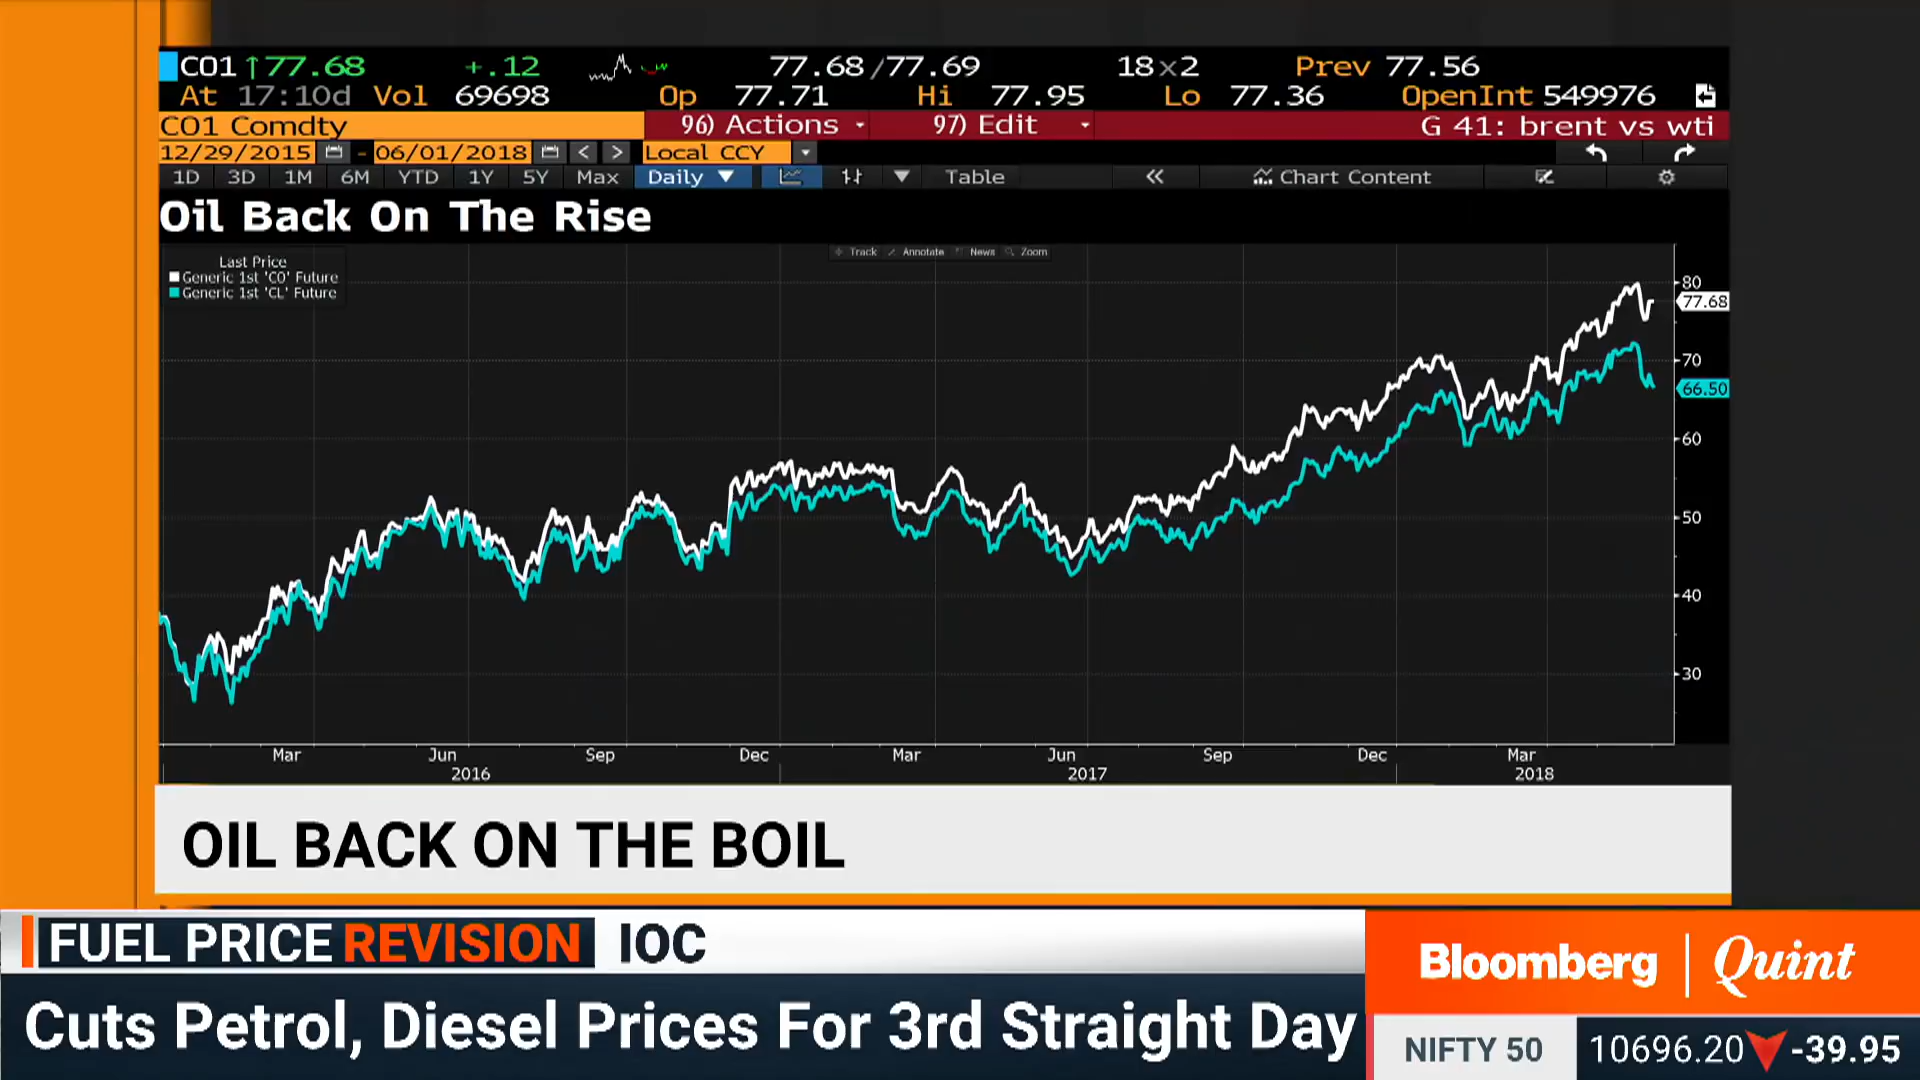 CO1 ↑77.68 +.12 77.68/77.69 18x2 Prev 77.56
At 17:10d Vol 69698 Op 77.71 Hi 77.95 Lo 77.36 OpenInt 549976
CO1 Comdty 96) Actions 97) Edit G 41: brent vs wti
12/29/2015 - 06/01/2018 < > Local CCY
1D 3D 1M 6M YTD 1Y 5Y Max Daily ▼ Table « Chart Content
Oil Back On The Rise
Track Annotate News Zoom
Last Price
Generic 1st 'CO' Future
Generic 1st 'CL' Future
80
77.68
70
66.50
60
50
40
30
Mar Jun Sep Dec Mar Jun Sep Dec Mar
2016 2017 2018
OIL BACK ON THE BOIL
FUEL PRICE REVISION IOC
Cuts Petrol, Diesel Prices For 3rd Straight Day
Bloomberg | Quint
NIFTY 50 10696.20 ▼ -39.95